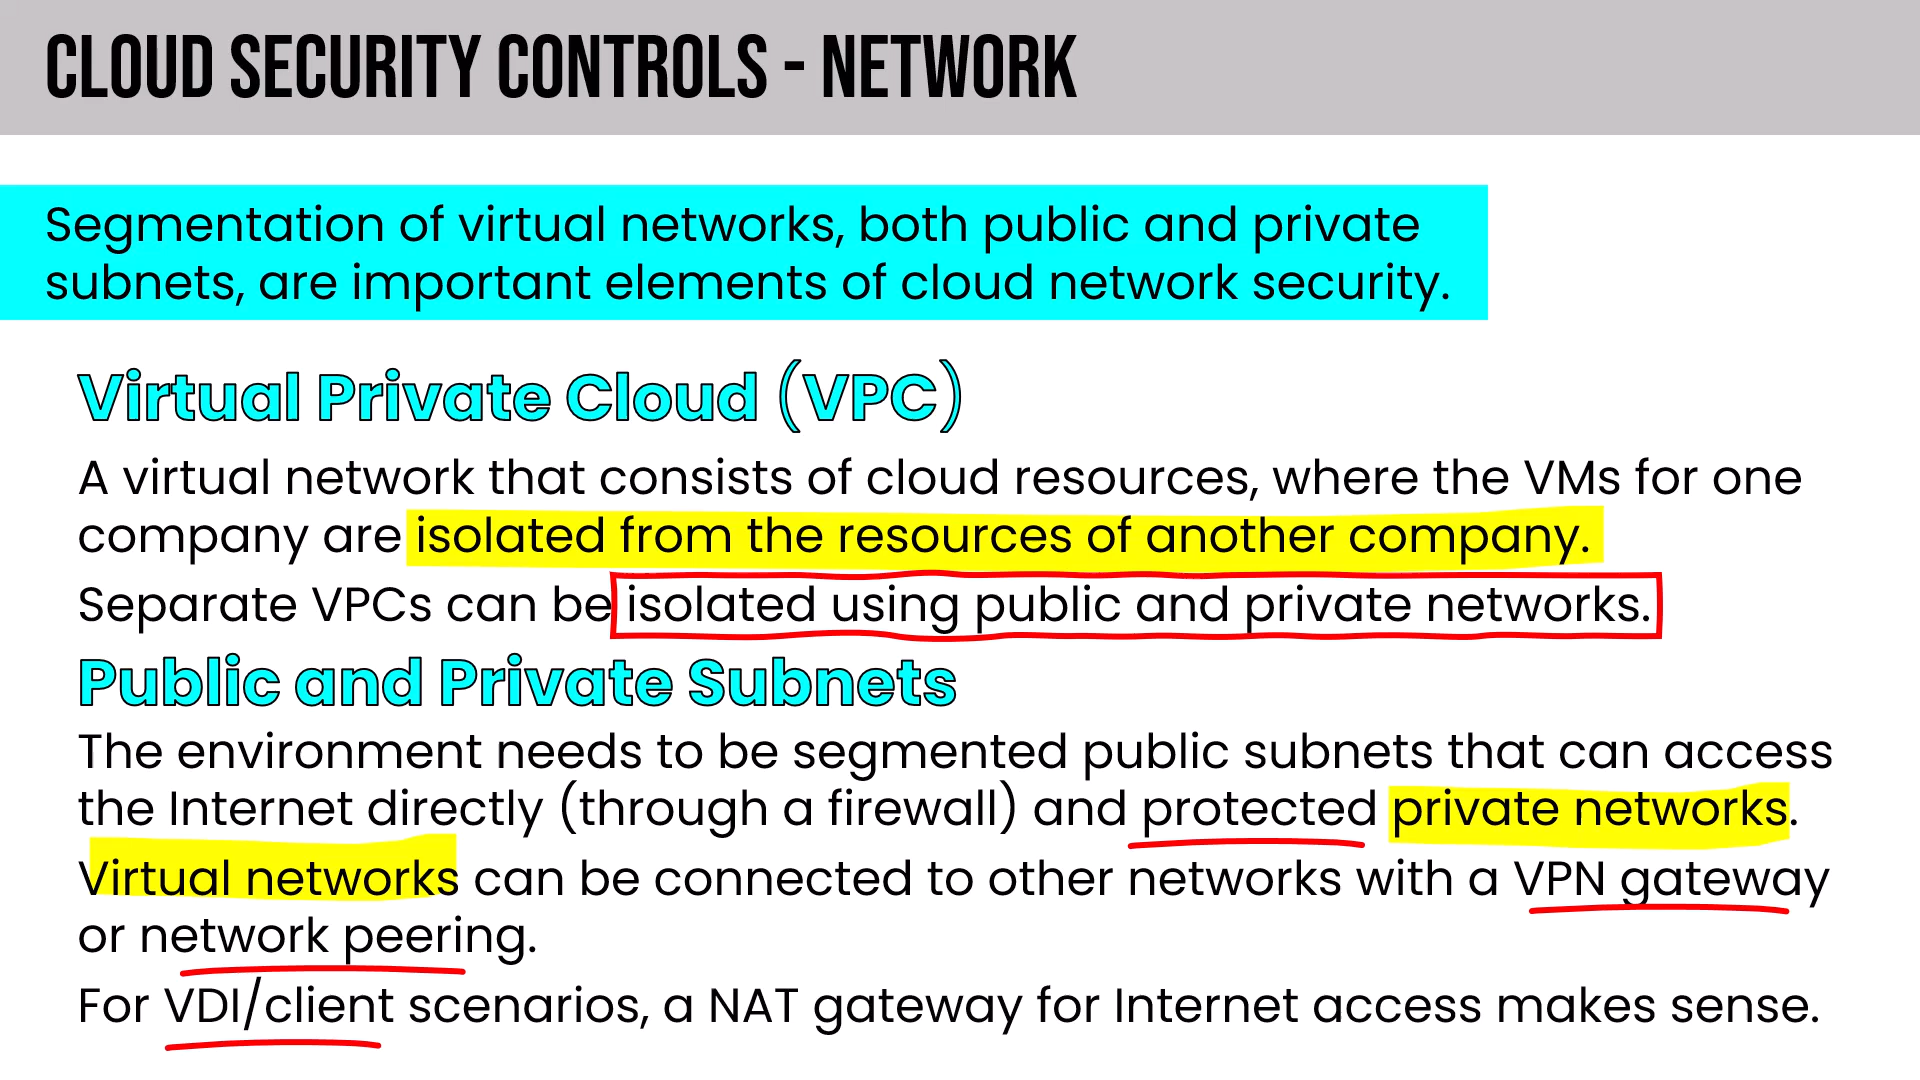 CLOUD SECURITY CONTROLS - NETWORK
Segmentation of virtual networks, both public and private
subnets, are important elements of cloud network security.
Virtual Private Cloud (VPC)
A virtual network that consists of cloud resources, where the VMs for one
company are isolated from the resources of another company.
Separate VPCs can be isolated using public and private networks.
Public and Private Subnets
The environment needs to be segmented public subnets that can access
the Internet directly (through a firewall) and protected private networks.
Virtual networks can be connected to other networks with a VPN gateway
or network peering.
For VDI/client scenarios, a NAT gateway for Internet access makes sense.